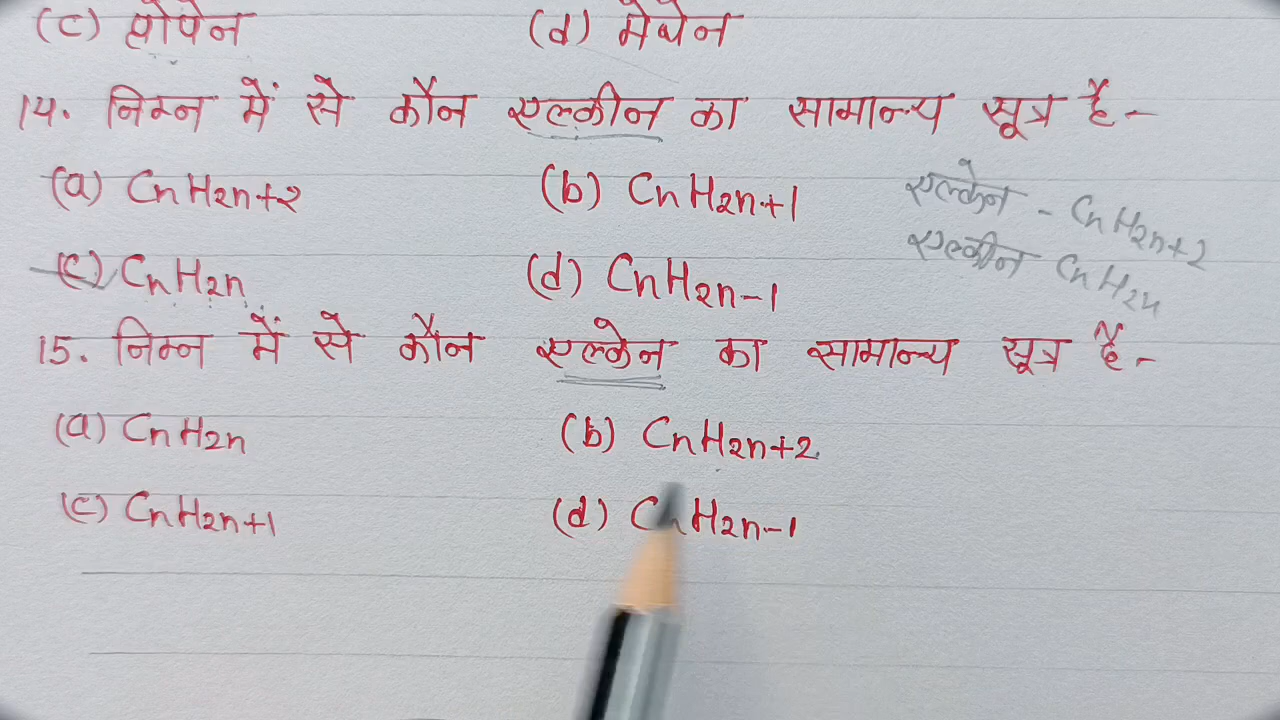 (c) प्रोपेन (d) मेथेन
14. निम्न में से कौन एल्कीन का सामान्य सूत्र है-
(a) CnH2n+2 (b) CnH2n+1
एल्केन - CnH2n+2
(c) CnH2n (d) CnH2n-1
एल्कीन CnH2n
15. निम्न में से कौन एल्केन का सामान्य सूत्र है-
(a) CnH2n (b) CnH2n+2
(c) CnH2n+1 (d) CnH2n-1